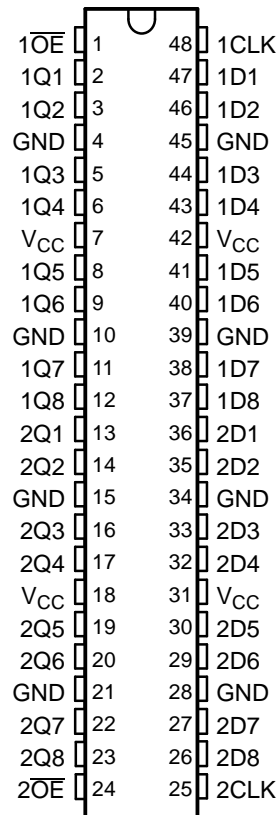 1O̅E̅ 1 48 1CLK
1Q1 2 47 1D1
1Q2 3 46 1D2
GND 4 45 GND
1Q3 5 44 1D3
1Q4 6 43 1D4
VCC 7 42 VCC
1Q5 8 41 1D5
1Q6 9 40 1D6
GND 10 39 GND
1Q7 11 38 1D7
1Q8 12 37 1D8
2Q1 13 36 2D1
2Q2 14 35 2D2
GND 15 34 GND
2Q3 16 33 2D3
2Q4 17 32 2D4
VCC 18 31 VCC
2Q5 19 30 2D5
2Q6 20 29 2D6
GND 21 28 GND
2Q7 22 27 2D7
2Q8 23 26 2D8
2O̅E̅ 24 25 2CLK